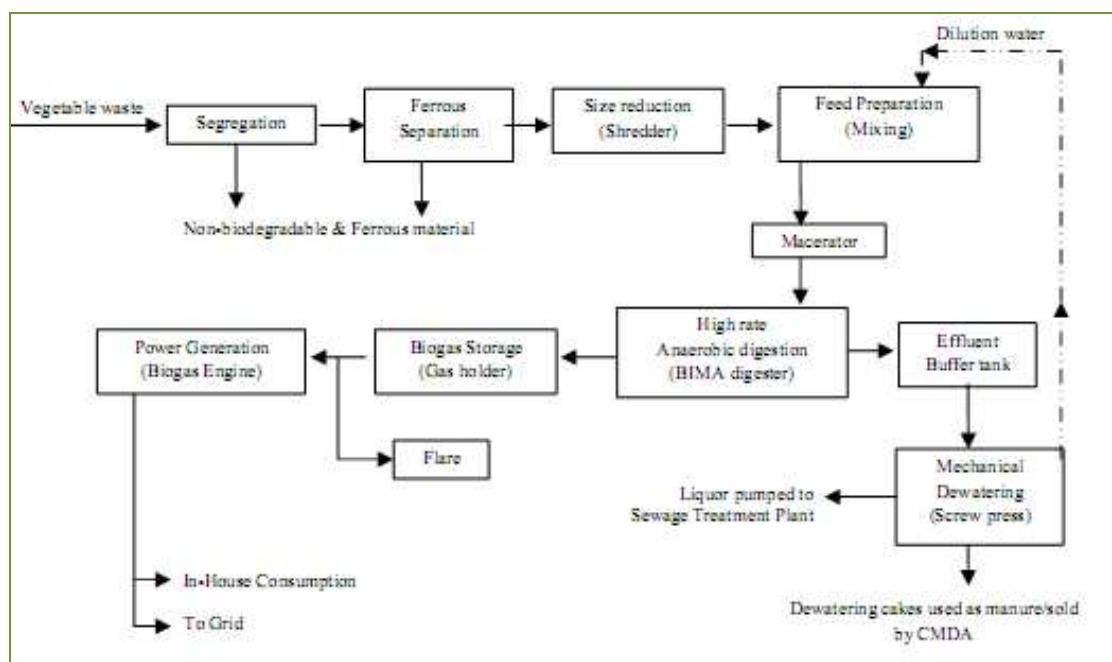 Dilution water
Vegetable waste
Segregation
Ferrous
Separation
Size reduction
(Shredder)
Feed Preparation
(Mixing)
Non-biodegradable & Ferrous material
Macerator
Power Generation
(Biogas Engine)
Biogas Storage
(Gas holder)
High rate
Anaerobic digestion
(BIMA digester)
Effluent
Buffer tank
Flare
Mechanical
Dewatering
(Screw press)
Liquor pumped to
Sewage Treatment Plant
In-House Consumption
To Grid
Dewatering cakes used as manure/sold
by CMDA